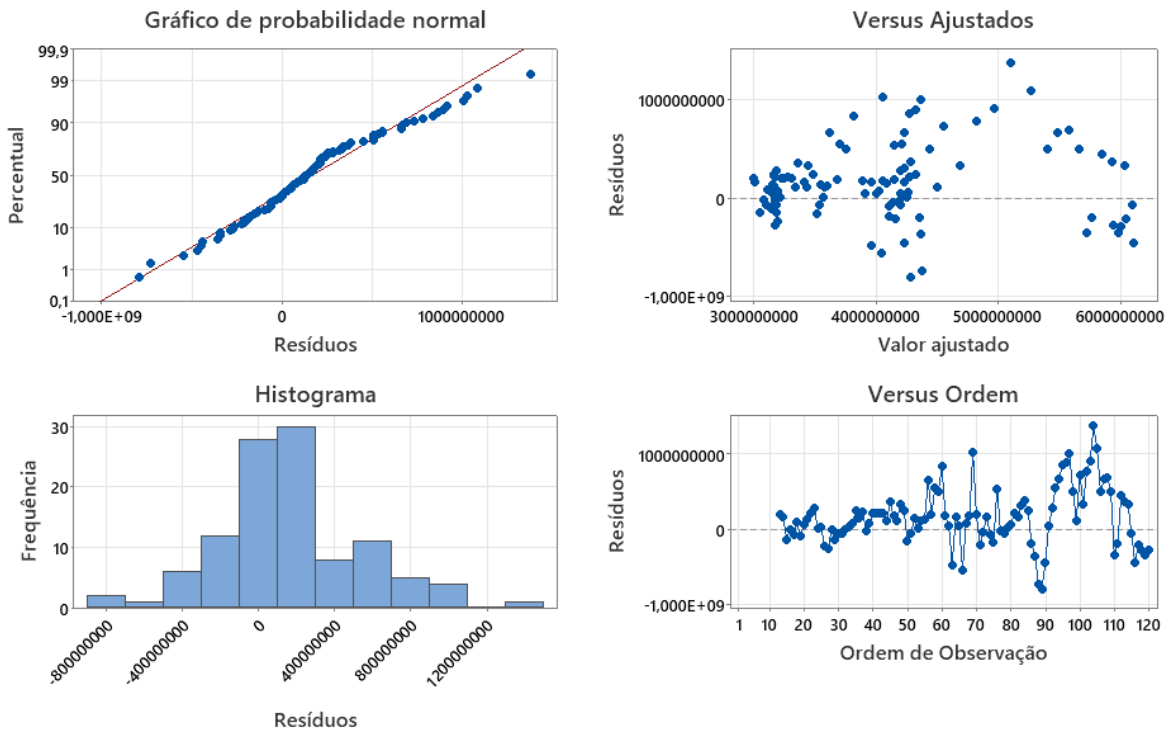 Gráfico de probabilidade normal
99,9
99
90
50
10
1
0,1
Percentual
-1,000E+09 0 1000000000
Resíduos
Versus Ajustados
1000000000
0
-1,000E+09
Resíduos
3000000000 4000000000 5000000000 6000000000
Valor ajustado
Histograma
30
20
10
0
Frequência
-800000000 -400000000 0 400000000 800000000 1200000000
Resíduos
Versus Ordem
1000000000
0
-1,000E+09
Resíduos
1 10 20 30 40 50 60 70 80 90 100 110 120
Ordem de Observação